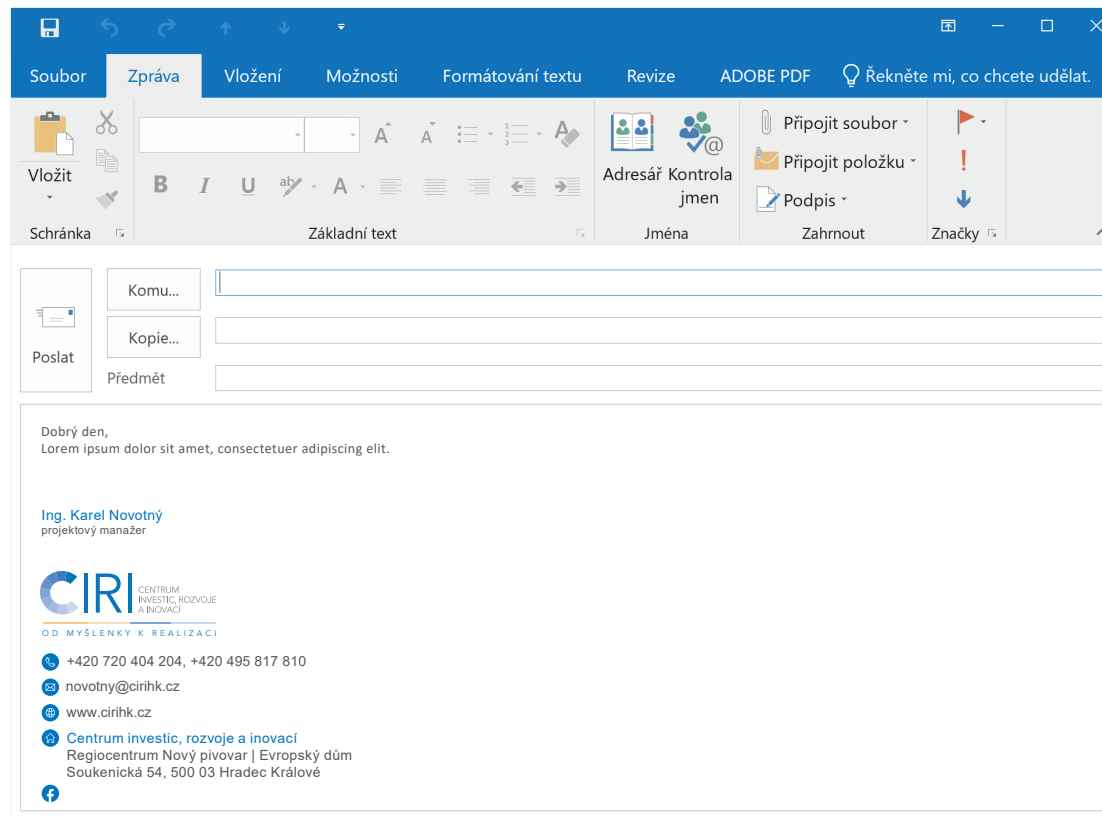 Soubor Zpráva Vložení Možnosti Formátování textu Revize ADOBE PDF Řekněte mi, co chcete udělat.
Vložit
Adresář Kontrola jmen
Připojit soubor
Připojit položku
Podpis
Schránka Základní text Jména Zahrnout Značky
Poslat
Komu...
Kopie...
Předmět
Dobrý den,
Lorem ipsum dolor sit amet, consectetuer adipiscing elit.
Ing. Karel Novotný
projektový manažer
CIRI
CENTRUM
INVESTIC, ROZVOJE
A INOVACÍ
OD MYŠLENKY K REALIZACI
+420 720 404 204, +420 495 817 810
novotny@cirihk.cz
www.cirihk.cz
Centrum investic, rozvoje a inovací
Regiocentrum Nový pivovar | Evropský dům
Soukenická 54, 500 03 Hradec Králové